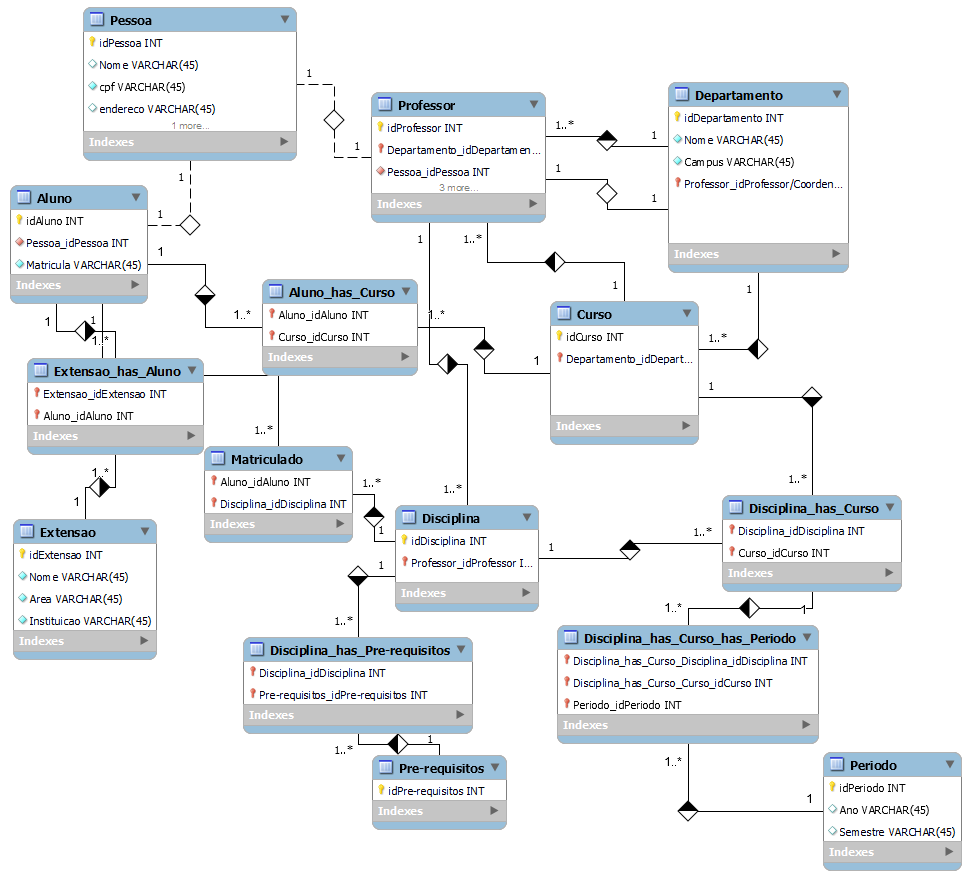 Pessoa
idPessoa INT
Nome VARCHAR(45)
cpf VARCHAR(45)
endereco VARCHAR(45)
1 more...
Indexes
1
1
1
1
Professor
idProfessor INT
Departamento_idDepartamen...
Pessoa_idPessoa INT
3 more...
Indexes
1..*
1
1
1
Departamento
idDepartamento INT
Nome VARCHAR(45)
Campus VARCHAR(45)
Professor_idProfessor/Coorden...
Indexes
Aluno
idAluno INT
Pessoa_idPessoa INT
Matricula VARCHAR(45)
Indexes
1
1..*
1
1..*
1
1
1..*
Aluno_has_Curso
Aluno_idAluno INT
Curso_idCurso INT
Indexes
1..*
1
Curso
idCurso INT
Departamento_idDepart...
Indexes
1
1..*
1
1..*
1
1..*
Extensao_has_Aluno
Extensao_idExtensao INT
Aluno_idAluno INT
Indexes
1..*
1
1..*
Matriculado
Aluno_idAluno INT
Disciplina_idDisciplina INT
Indexes
1..*
1
1..*
Extensao
idExtensao INT
Nome VARCHAR(45)
Area VARCHAR(45)
Instituicao VARCHAR(45)
Indexes
Disciplina
idDisciplina INT
Professor_idProfessor I...
Indexes
1
1..*
1
1..*
Disciplina_has_Curso
Disciplina_idDisciplina INT
Curso_idCurso INT
Indexes
1
1..*
Disciplina_has_Pre-requisitos
Disciplina_idDisciplina INT
Pre-requisitos_idPre-requisitos INT
Indexes
1..*
1
Disciplina_has_Curso_has_Periodo
Disciplina_has_Curso_Disciplina_idDisciplina INT
Disciplina_has_Curso_Curso_idCurso INT
Periodo_idPeriodo INT
Indexes
1..*
1
Pre-requisitos
idPre-requisitos INT
Indexes
Periodo
idPeriodo INT
Ano VARCHAR(45)
Semestre VARCHAR(45)
Indexes